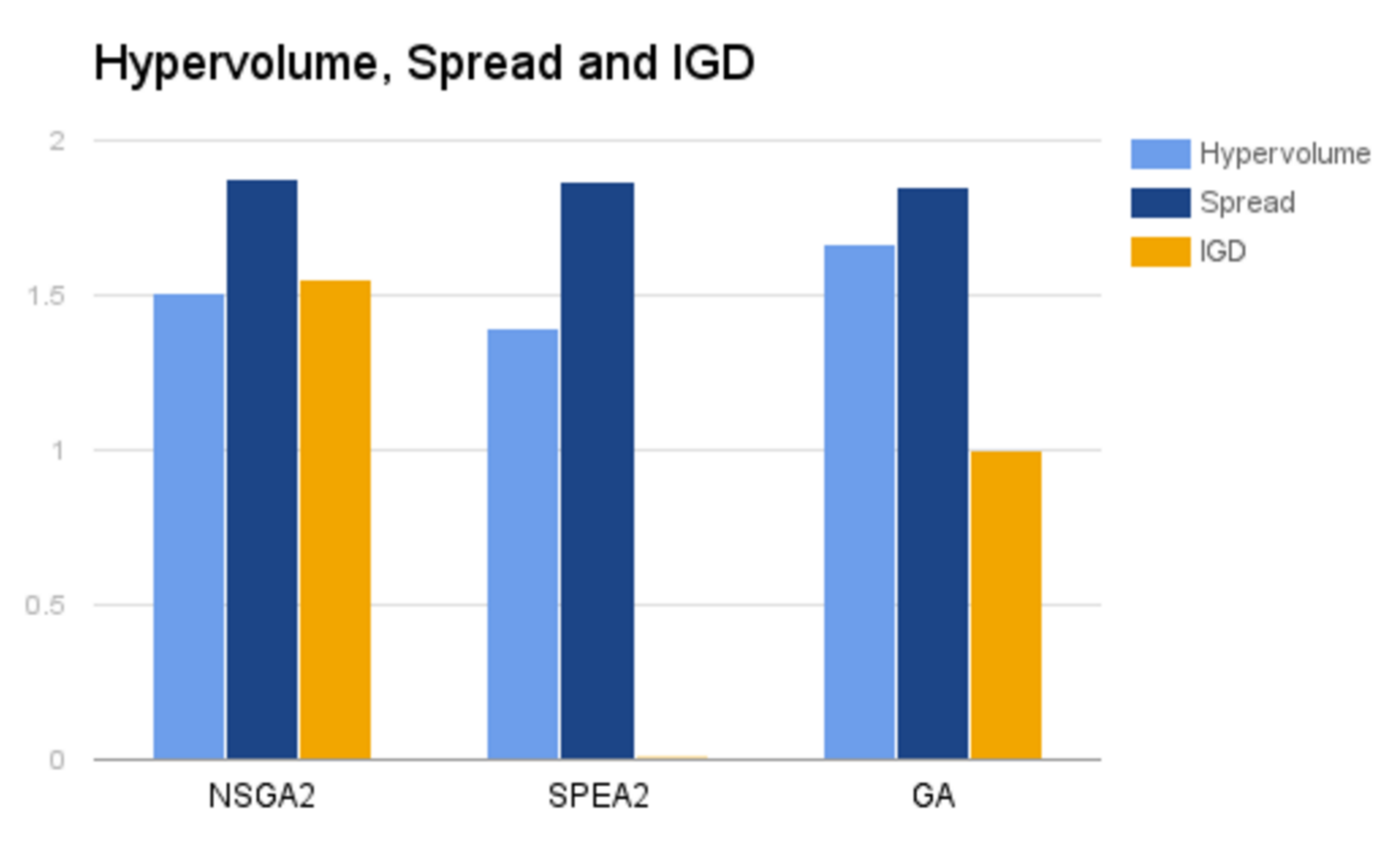 Hypervolume, Spread and IGD
2
1.5
1
0.5
0
NSGA2
SPEA2
GA
Hypervolume
Spread
IGD